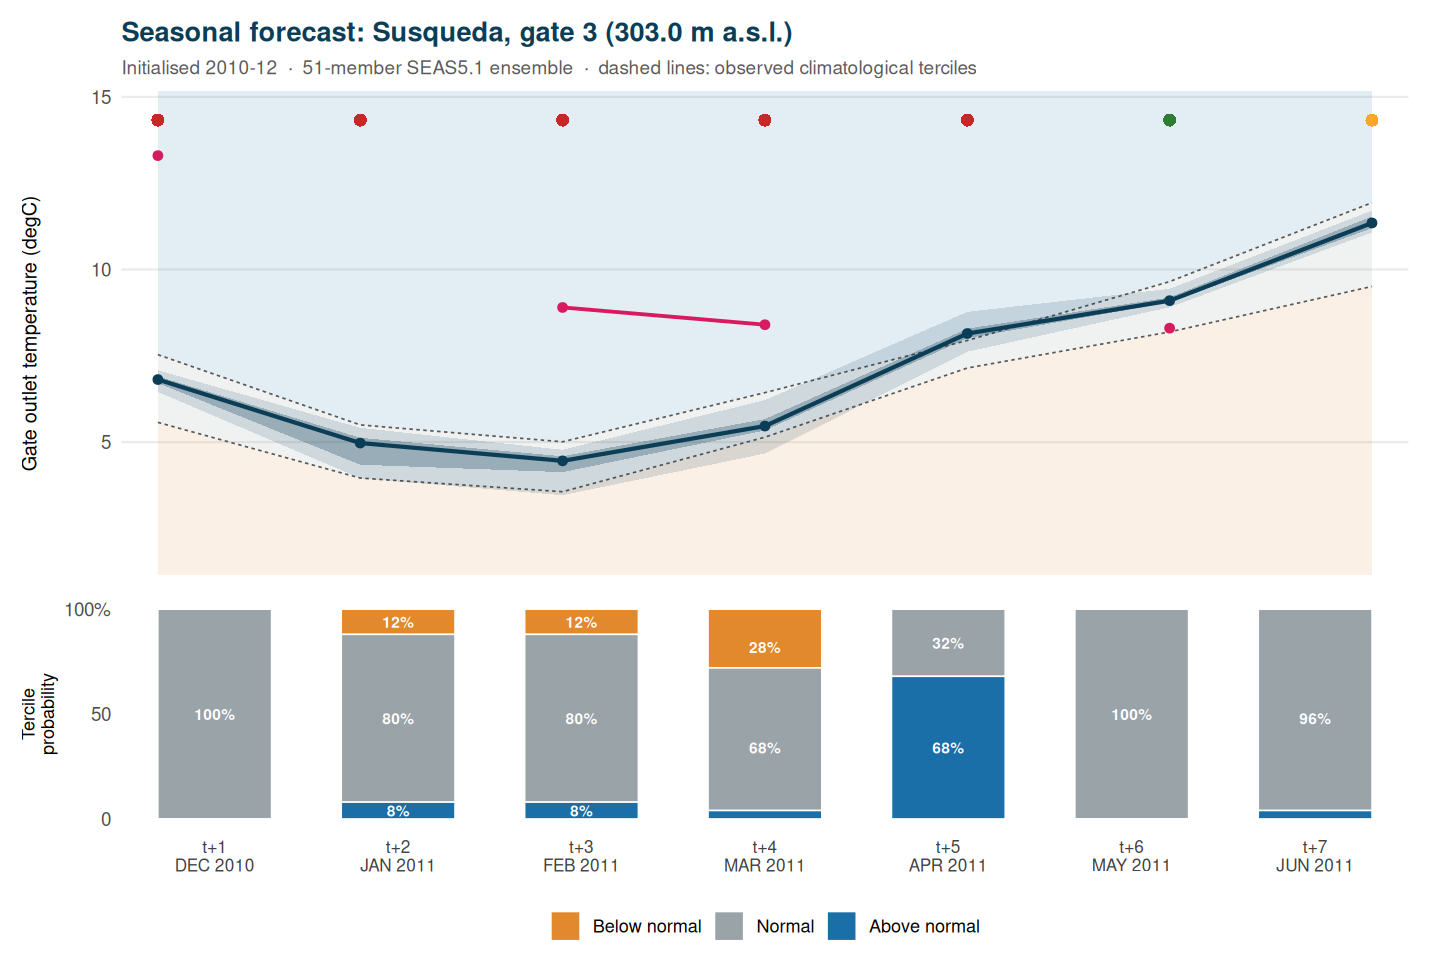 Seasonal forecast: Susqueda, gate 3 (303.0 m a.s.l.)
Initialised 2010-12 · 51-member SEAS5.1 ensemble · dashed lines: observed climatological terciles
Gate outlet temperature (degC)
15
10
5
Tercile
probability
100%
50
0
100%
12%
80%
8%
12%
80%
8%
28%
68%
32%
68%
100%
96%
t+1
DEC 2010
t+2
JAN 2011
t+3
FEB 2011
t+4
MAR 2011
t+5
APR 2011
t+6
MAY 2011
t+7
JUN 2011
Below normal
Normal
Above normal